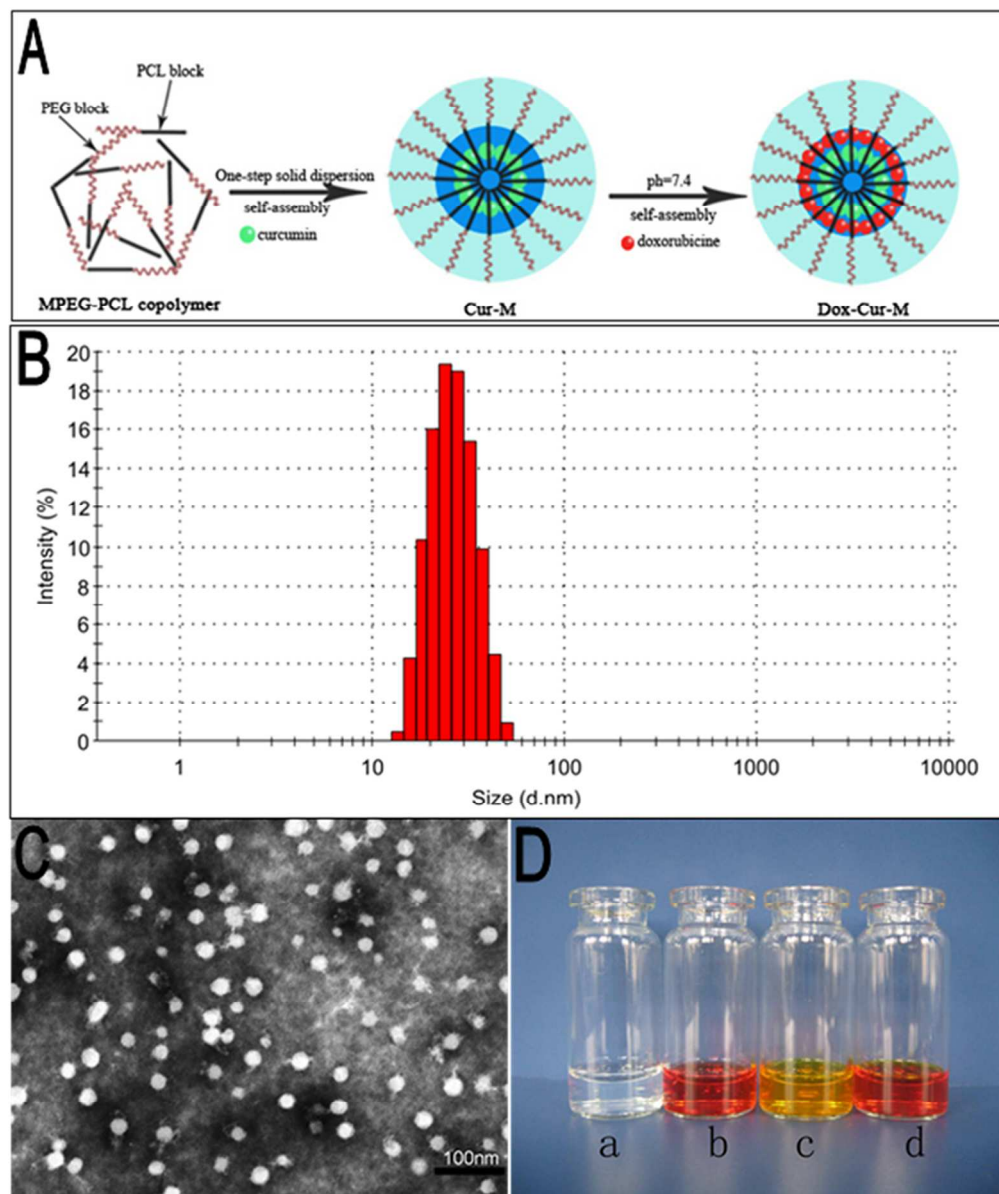 A
PCL block
PEG block
One-step solid dispersion
self-assembly
curcumin
MPEG-PCL copolymer
Cur-M
ph=7.4
self-assembly
doxorubicine
Dox-Cur-M
B
20
18
16
14
12
10
8
6
4
2
0
Intensity (%)
1
10
100
1000
10000
Size (d.nm)
C
100nm
D
a
b
c
d